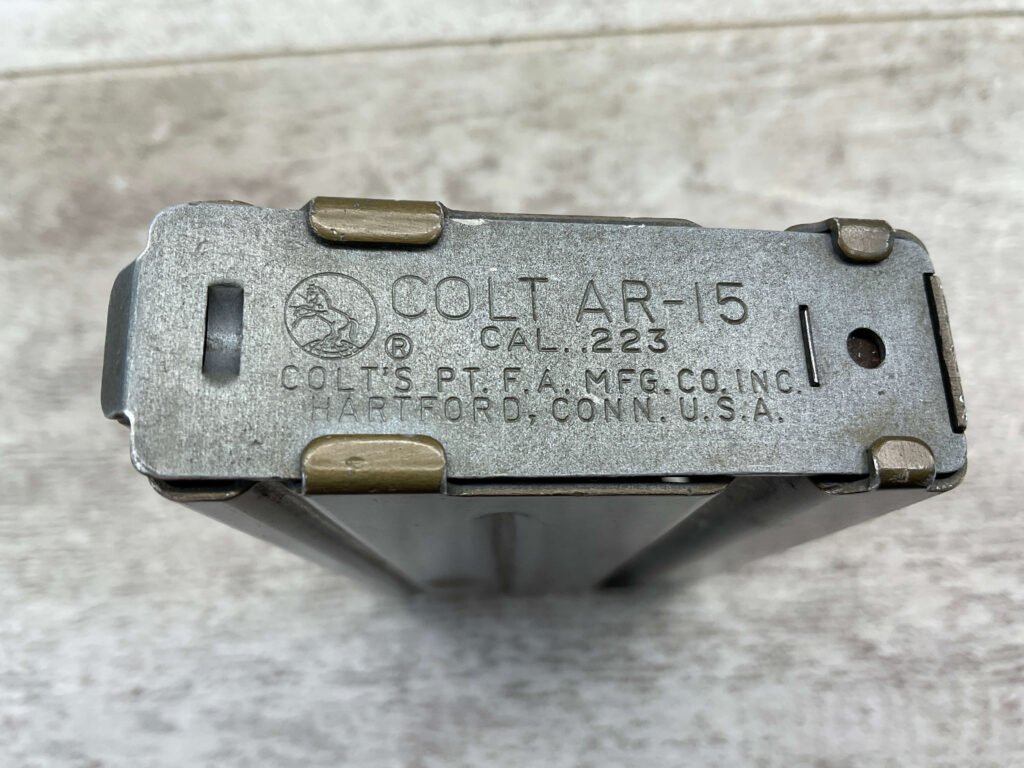 COLT AR-15
® CAL. .223
COLT'S PT. F.A. MFG. CO. INC.
HARTFORD, CONN. U.S.A.